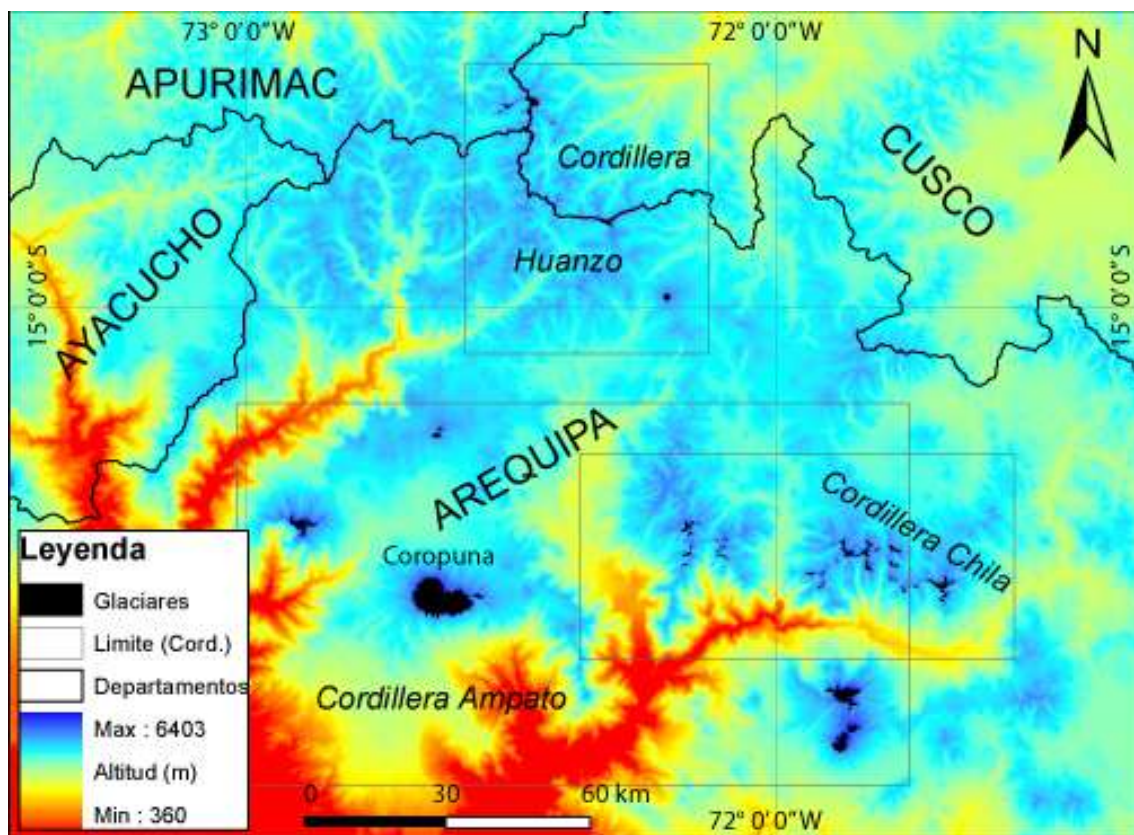 73° 0'0"W
72° 0'0"W
N
APURIMAC
Cordillera
CUSCO
AYACUCHO
Huanzo
15° 0'0"S
15° 0'0"S
AREQUIPA
Cordillera Chila
Coropuna
Cordillera Ampato
Leyenda
Glaciares
Limite (Cord.)
Departamentos
Max : 6403
Altitud (m)
Min : 360
0 30 60 km
72° 0'0"W